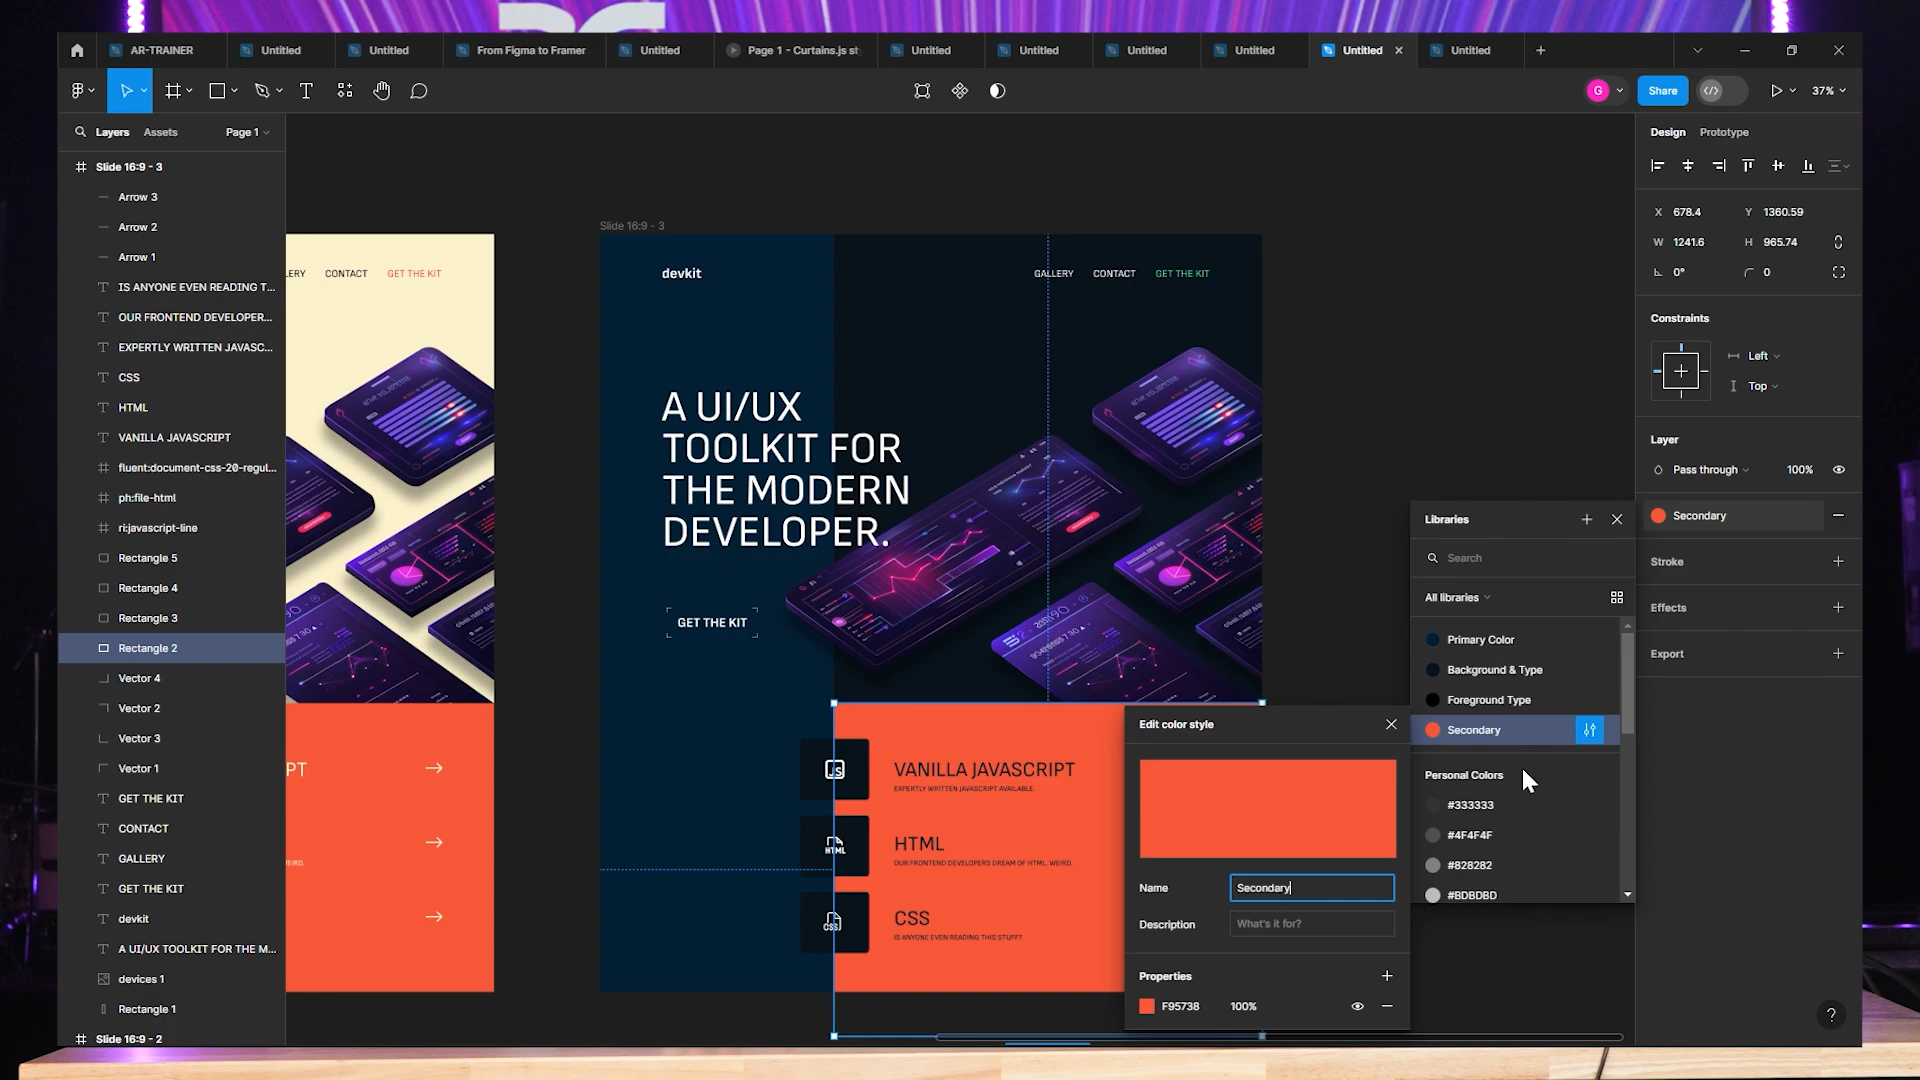 AR-TRAINER
Untitled
Untitled
From Figma to Framer
Untitled
Page 1 - Curtains.js st
Untitled
Untitled
Untitled
Untitled
Untitled
Untitled
G
Share
37%
Layers
Assets
Page 1
Slide 16:9 - 3
Arrow 3
Arrow 2
Arrow 1
IS ANYONE EVEN READING T...
OUR FRONTEND DEVELOPER...
EXPERTLY WRITTEN JAVASC...
CSS
HTML
VANILLA JAVASCRIPT
fluent:document-css-20-regul...
ph:file-html
ri:javascript-line
Rectangle 5
Rectangle 4
Rectangle 3
Rectangle 2
Vector 4
Vector 2
Vector 3
Vector 1
GET THE KIT
CONTACT
GALLERY
GET THE KIT
devkit
A UI/UX TOOLKIT FOR THE M...
devices 1
Rectangle 1
Slide 16:9 - 2
LERY
CONTACT
GET THE KIT
PT
EIRD.
Slide 16:9 - 3
devkit
GALLERY
CONTACT
GET THE KIT
A UI/UX
TOOLKIT FOR
THE MODERN
DEVELOPER.
GET THE KIT
JS
VANILLA JAVASCRIPT
EXPERTLY WRITTEN JAVASCRIPT AVAILABLE.
HTML
HTML
OUR FRONTEND DEVELOPERS DREAM OF HTML. WEIRD.
CSS
CSS
IS ANYONE EVEN READING THIS STUFF?
Edit color style
Name
Secondary
Description
What's it for?
Properties
F95738
100%
Libraries
Search
All libraries
Primary Color
Background & Type
Foreground Type
Secondary
Personal Colors
#333333
#4F4F4F
#828282
#BDBDBD
Design
Prototype
X 678.4
Y 1360.59
W 1241.6
H 965.74
0°
0
Constraints
Left
Top
Layer
Pass through
100%
Secondary
Stroke
Effects
Export
?